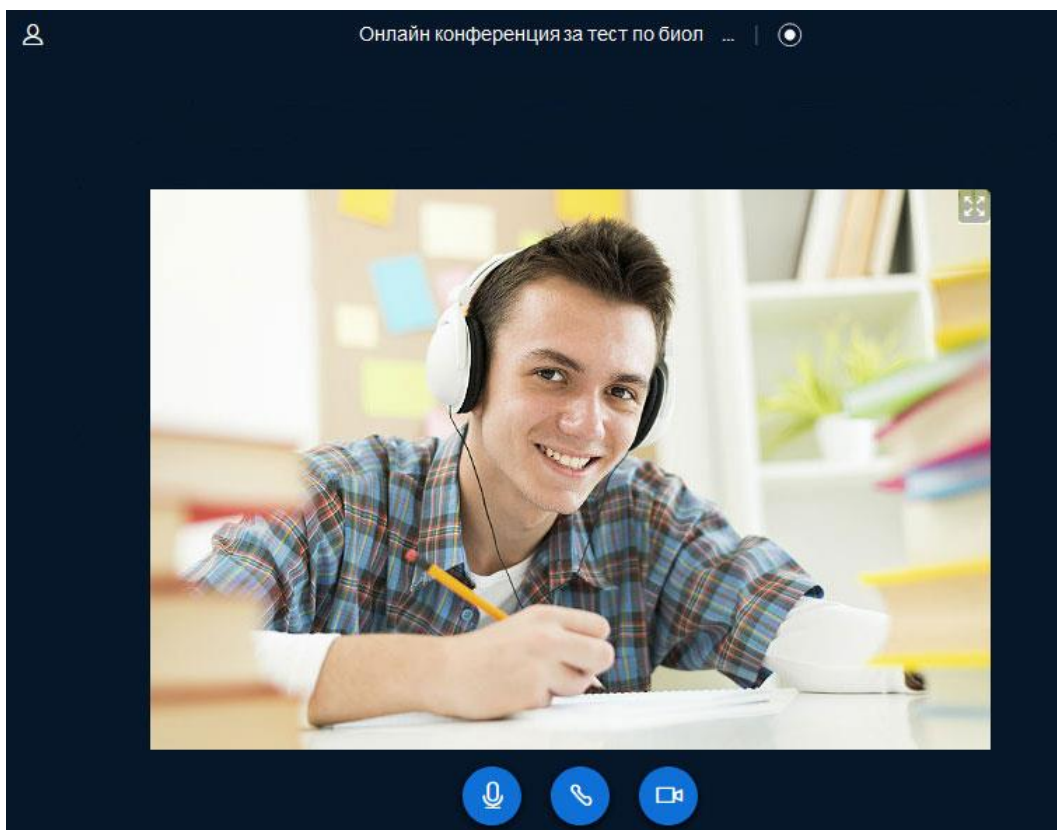 Онлайн конференция за тест по биол ...